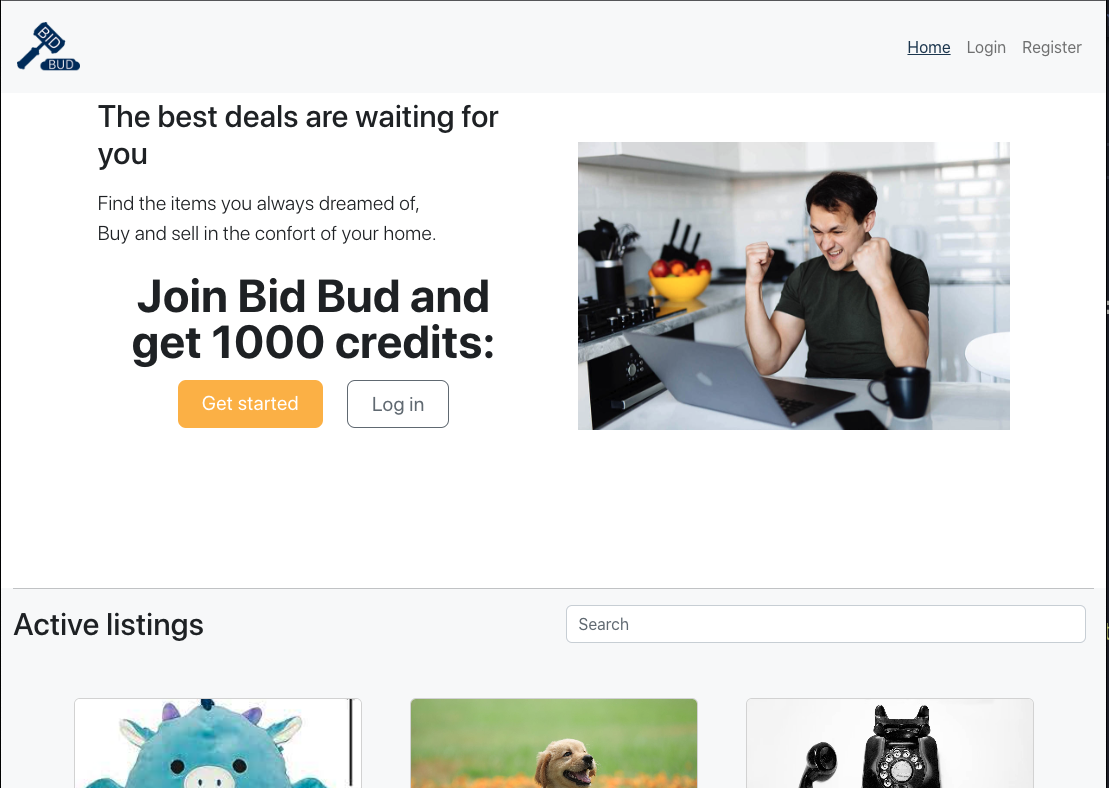 BID
BUD
Home Login Register
The best deals are waiting for
you
Find the items you always dreamed of,
Buy and sell in the confort of your home.
Join Bid Bud and
get 1000 credits:
Get started Log in
Active listings
Search